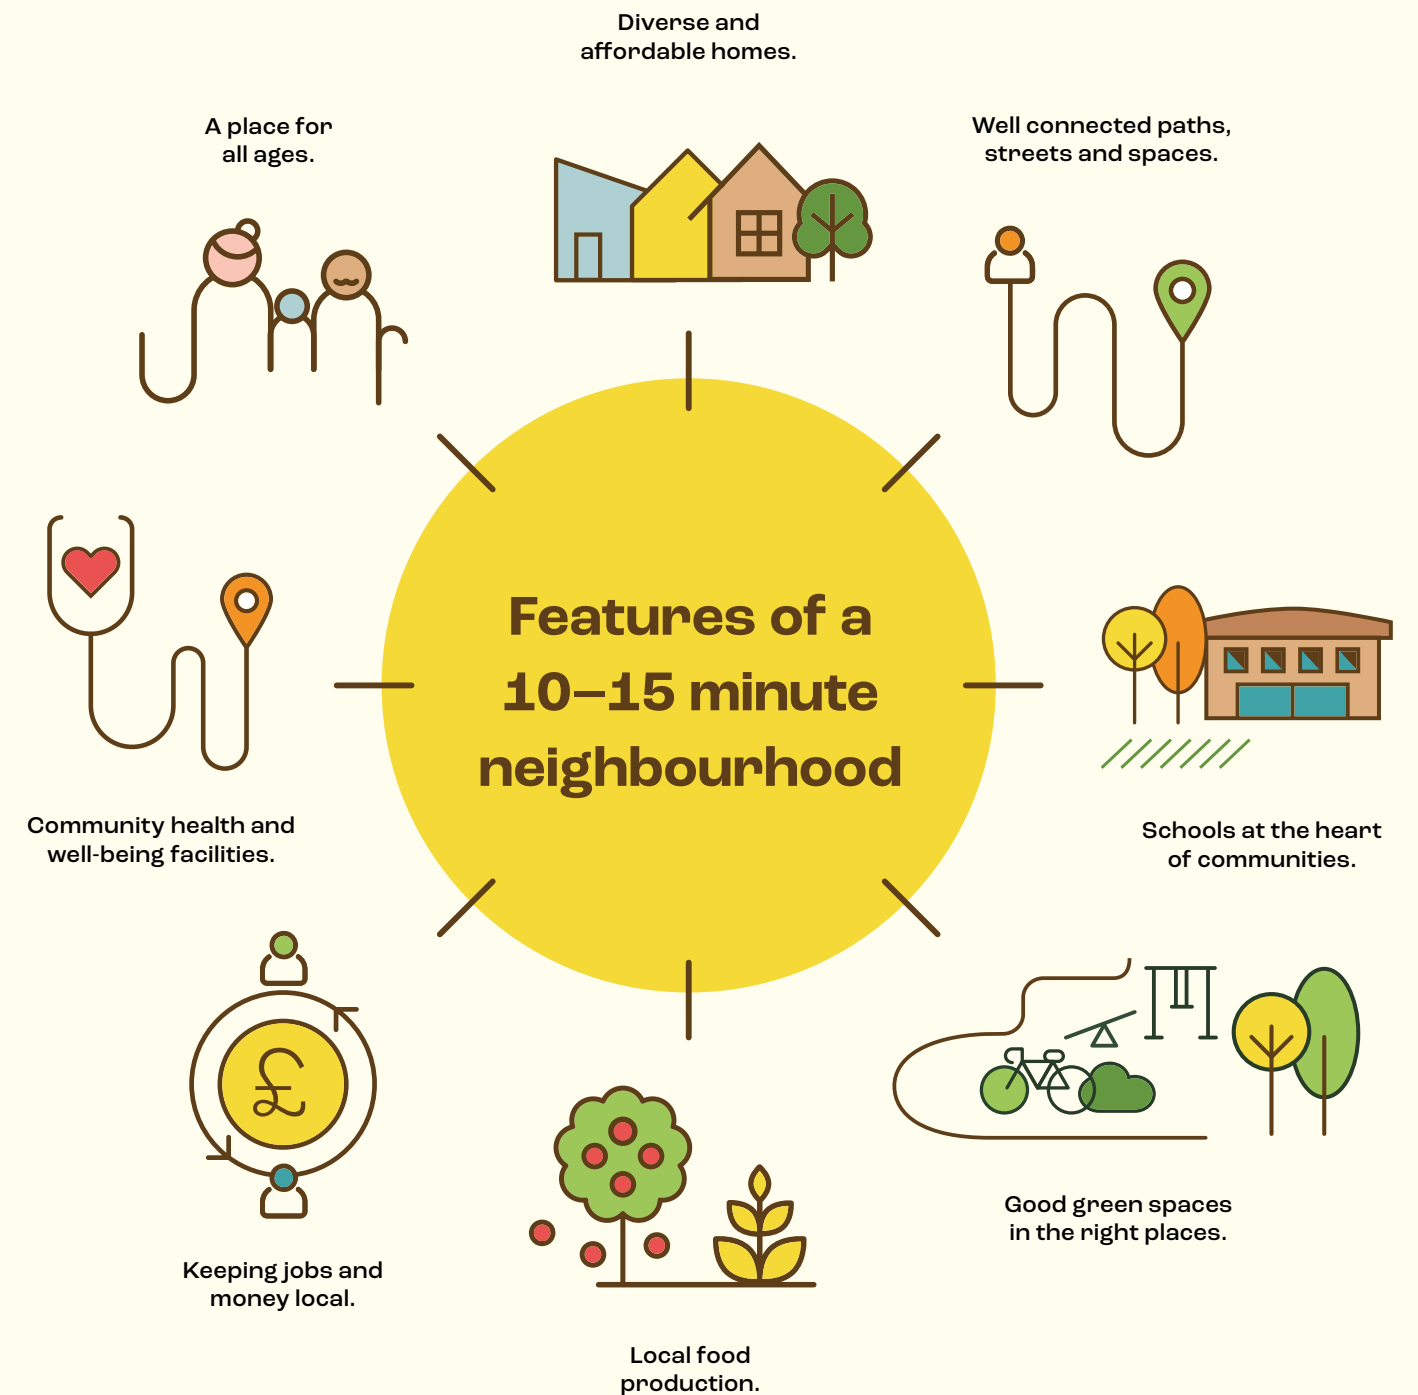 Diverse and
affordable homes.
A place for
all ages.
Well connected paths,
streets and spaces.
Features of a
10–15 minute
neighbourhood
Community health and
well-being facilities.
Schools at the heart
of communities.
£
Good green spaces
in the right places.
Keeping jobs and
money local.
Local food
production.